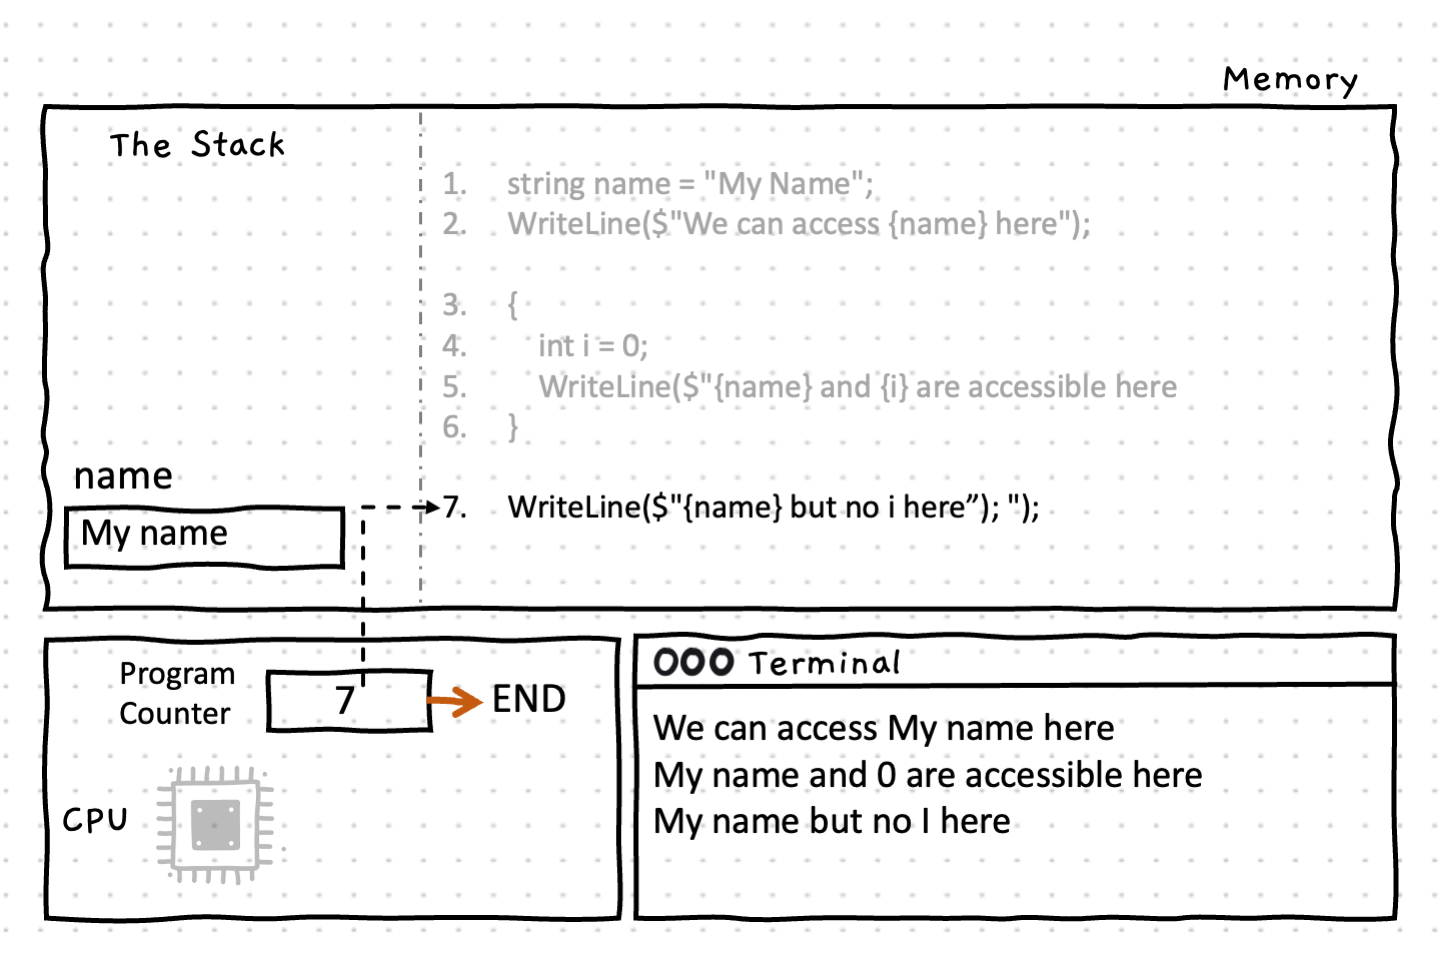 Memory
The Stack
1. string name = "My Name";
2. WriteLine($"We can access {name} here");
3. {
4. int i = 0;
5. WriteLine($"{name} and {i} are accessible here
6. }
name
My name
7. WriteLine($"{name} but no i here”); ");
Program
Counter
7
END
CPU
Terminal
We can access My name here
My name and 0 are accessible here
My name but no I here